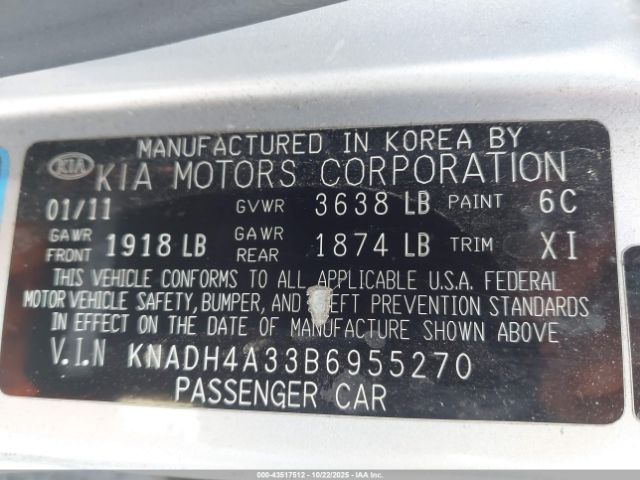 MANUFACTURED IN KOREA BY
KIA KIA MOTORS CORPORATION
01/11 GVWR 3638 LB PAINT 6C
GAWR FRONT 1918 LB GAWR REAR 1874 LB TRIM XI
THIS VEHICLE CONFORMS TO ALL APPLICABLE U.S.A. FEDERAL
MOTOR VEHICLE SAFETY, BUMPER, AND THEFT PREVENTION STANDARDS
IN EFFECT ON THE DATE OF MANUFACTURE SHOWN ABOVE
V.I.N KNADH4A33B6955270
PASSENGER CAR
000-43517512 - 10/22/2025 - IAAI.COM